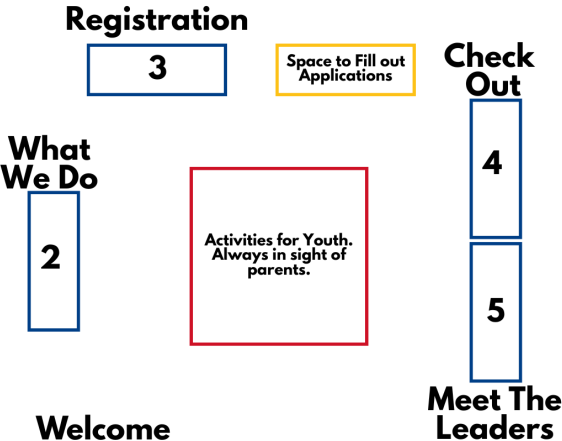 Registration
3
Space to Fill out
Applications
Check
Out
4
What
We Do
2
Activities for Youth.
Always in sight of
parents.
5
Meet The
Leaders
Welcome